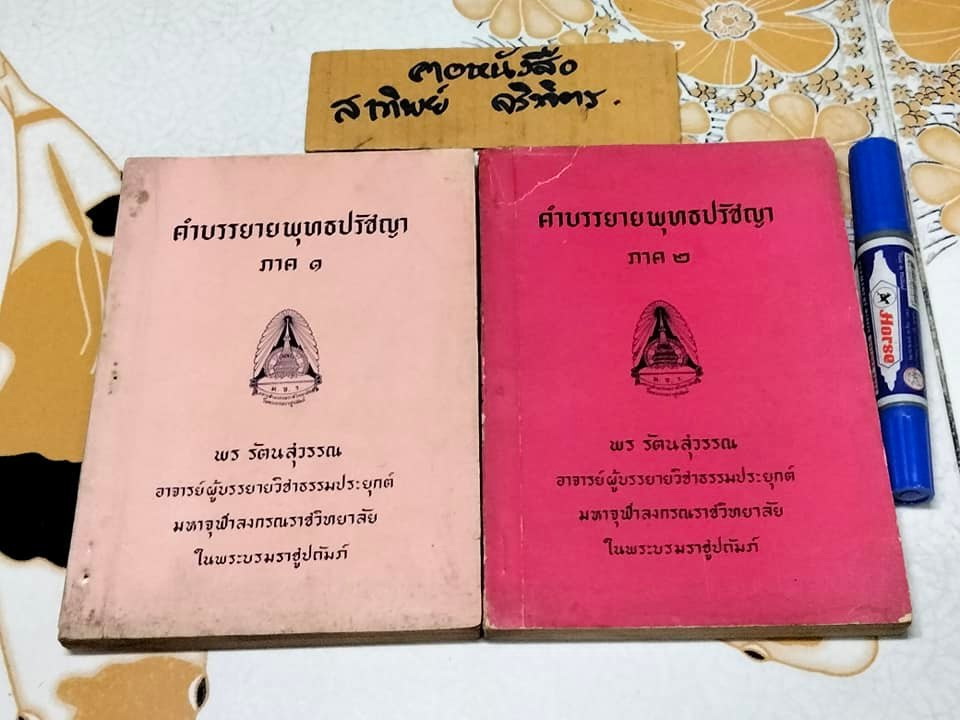 คอหนังสือ
สาทิพย์
คำบรรยายพุทธปรัชญา
ภาค ๑
ม. จ. ร
พร รัตนสุวรรณ
อาจารย์ผู้บรรยายวิชาธรรมประยุกต์
มหาจุฬาลงกรณราชวิทยาลัย
ในพระบรมราชูปถัมภ์
คำบรรยายพุทธปรัชญา
ภาค ๒
ม. จ. ร
พร รัตนสุวรรณ
อาจารย์ผู้บรรยายวิชาธรรมประยุกต์
มหาจุฬาลงกรณราชวิทยาลัย
ในพระบรมราชูปถัมภ์
Horse